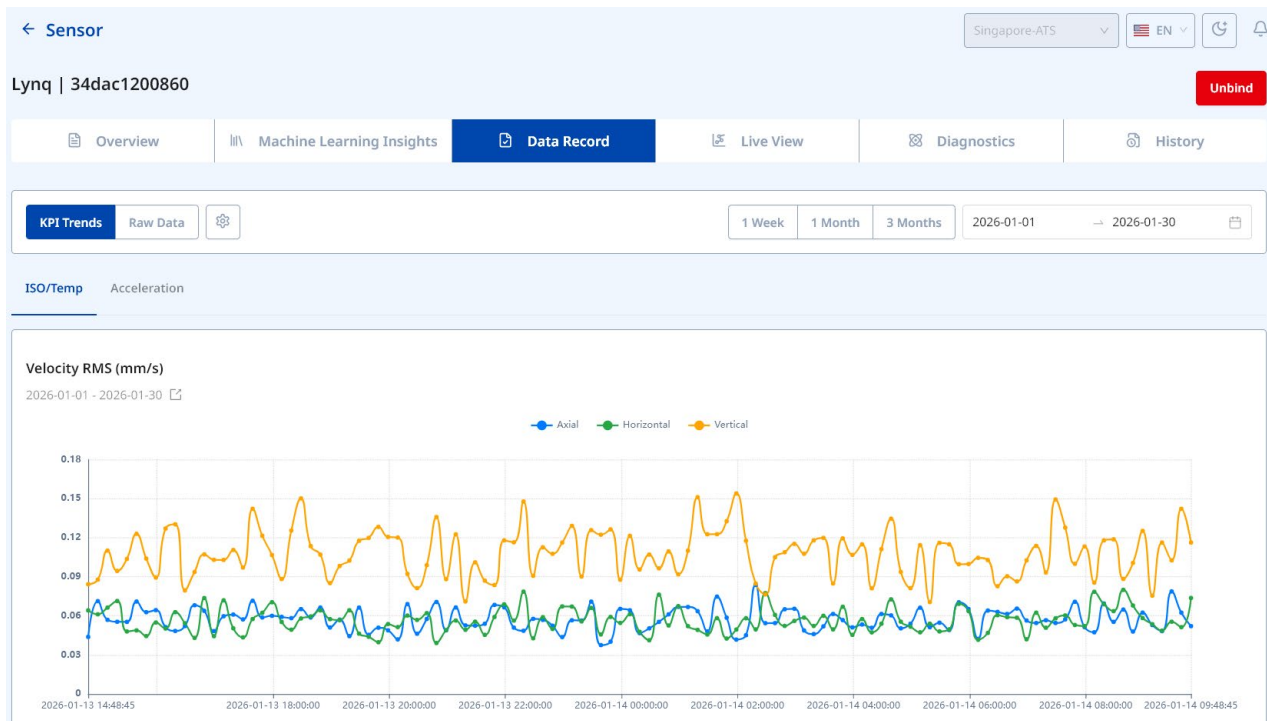 Sensor
Singapore-ATS
EN
Lynq | 34dac1200860
Unbind
Overview
Machine Learning Insights
Data Record
Live View
Diagnostics
History
KPI Trends
Raw Data
1 Week
1 Month
3 Months
2026-01-01
2026-01-30
ISO/Temp
Acceleration
Velocity RMS (mm/s)
2026-01-01 - 2026-01-30
Axial
Horizontal
Vertical
0.18
0.15
0.12
0.09
0.06
0.03
0
2026-01-13 14:48:45
2026-01-13 18:00:00
2026-01-13 20:00:00
2026-01-13 22:00:00
2026-01-14 00:00:00
2026-01-14 02:00:00
2026-01-14 04:00:00
2026-01-14 06:00:00
2026-01-14 08:00:00
2026-01-14 09:48:45